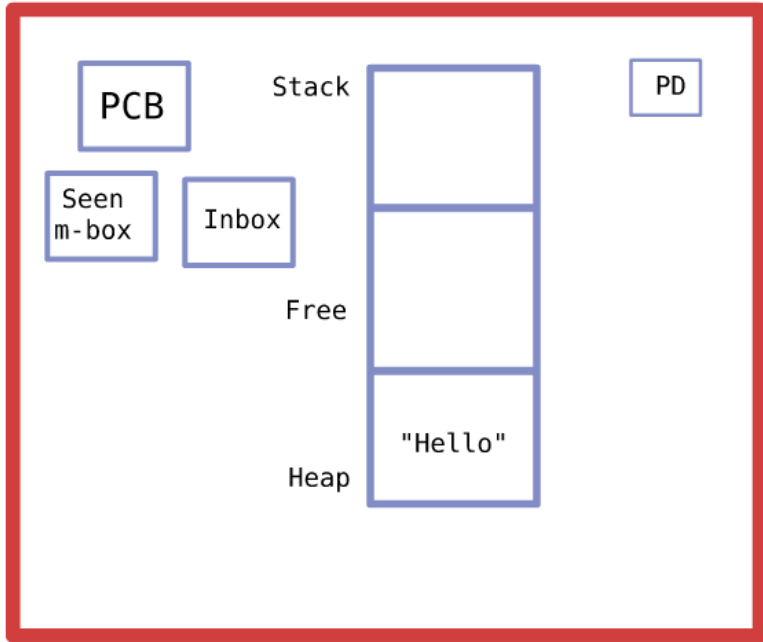 PCB
Stack
PD
Seen
m-box
Inbox
Free
"Hello"
Heap